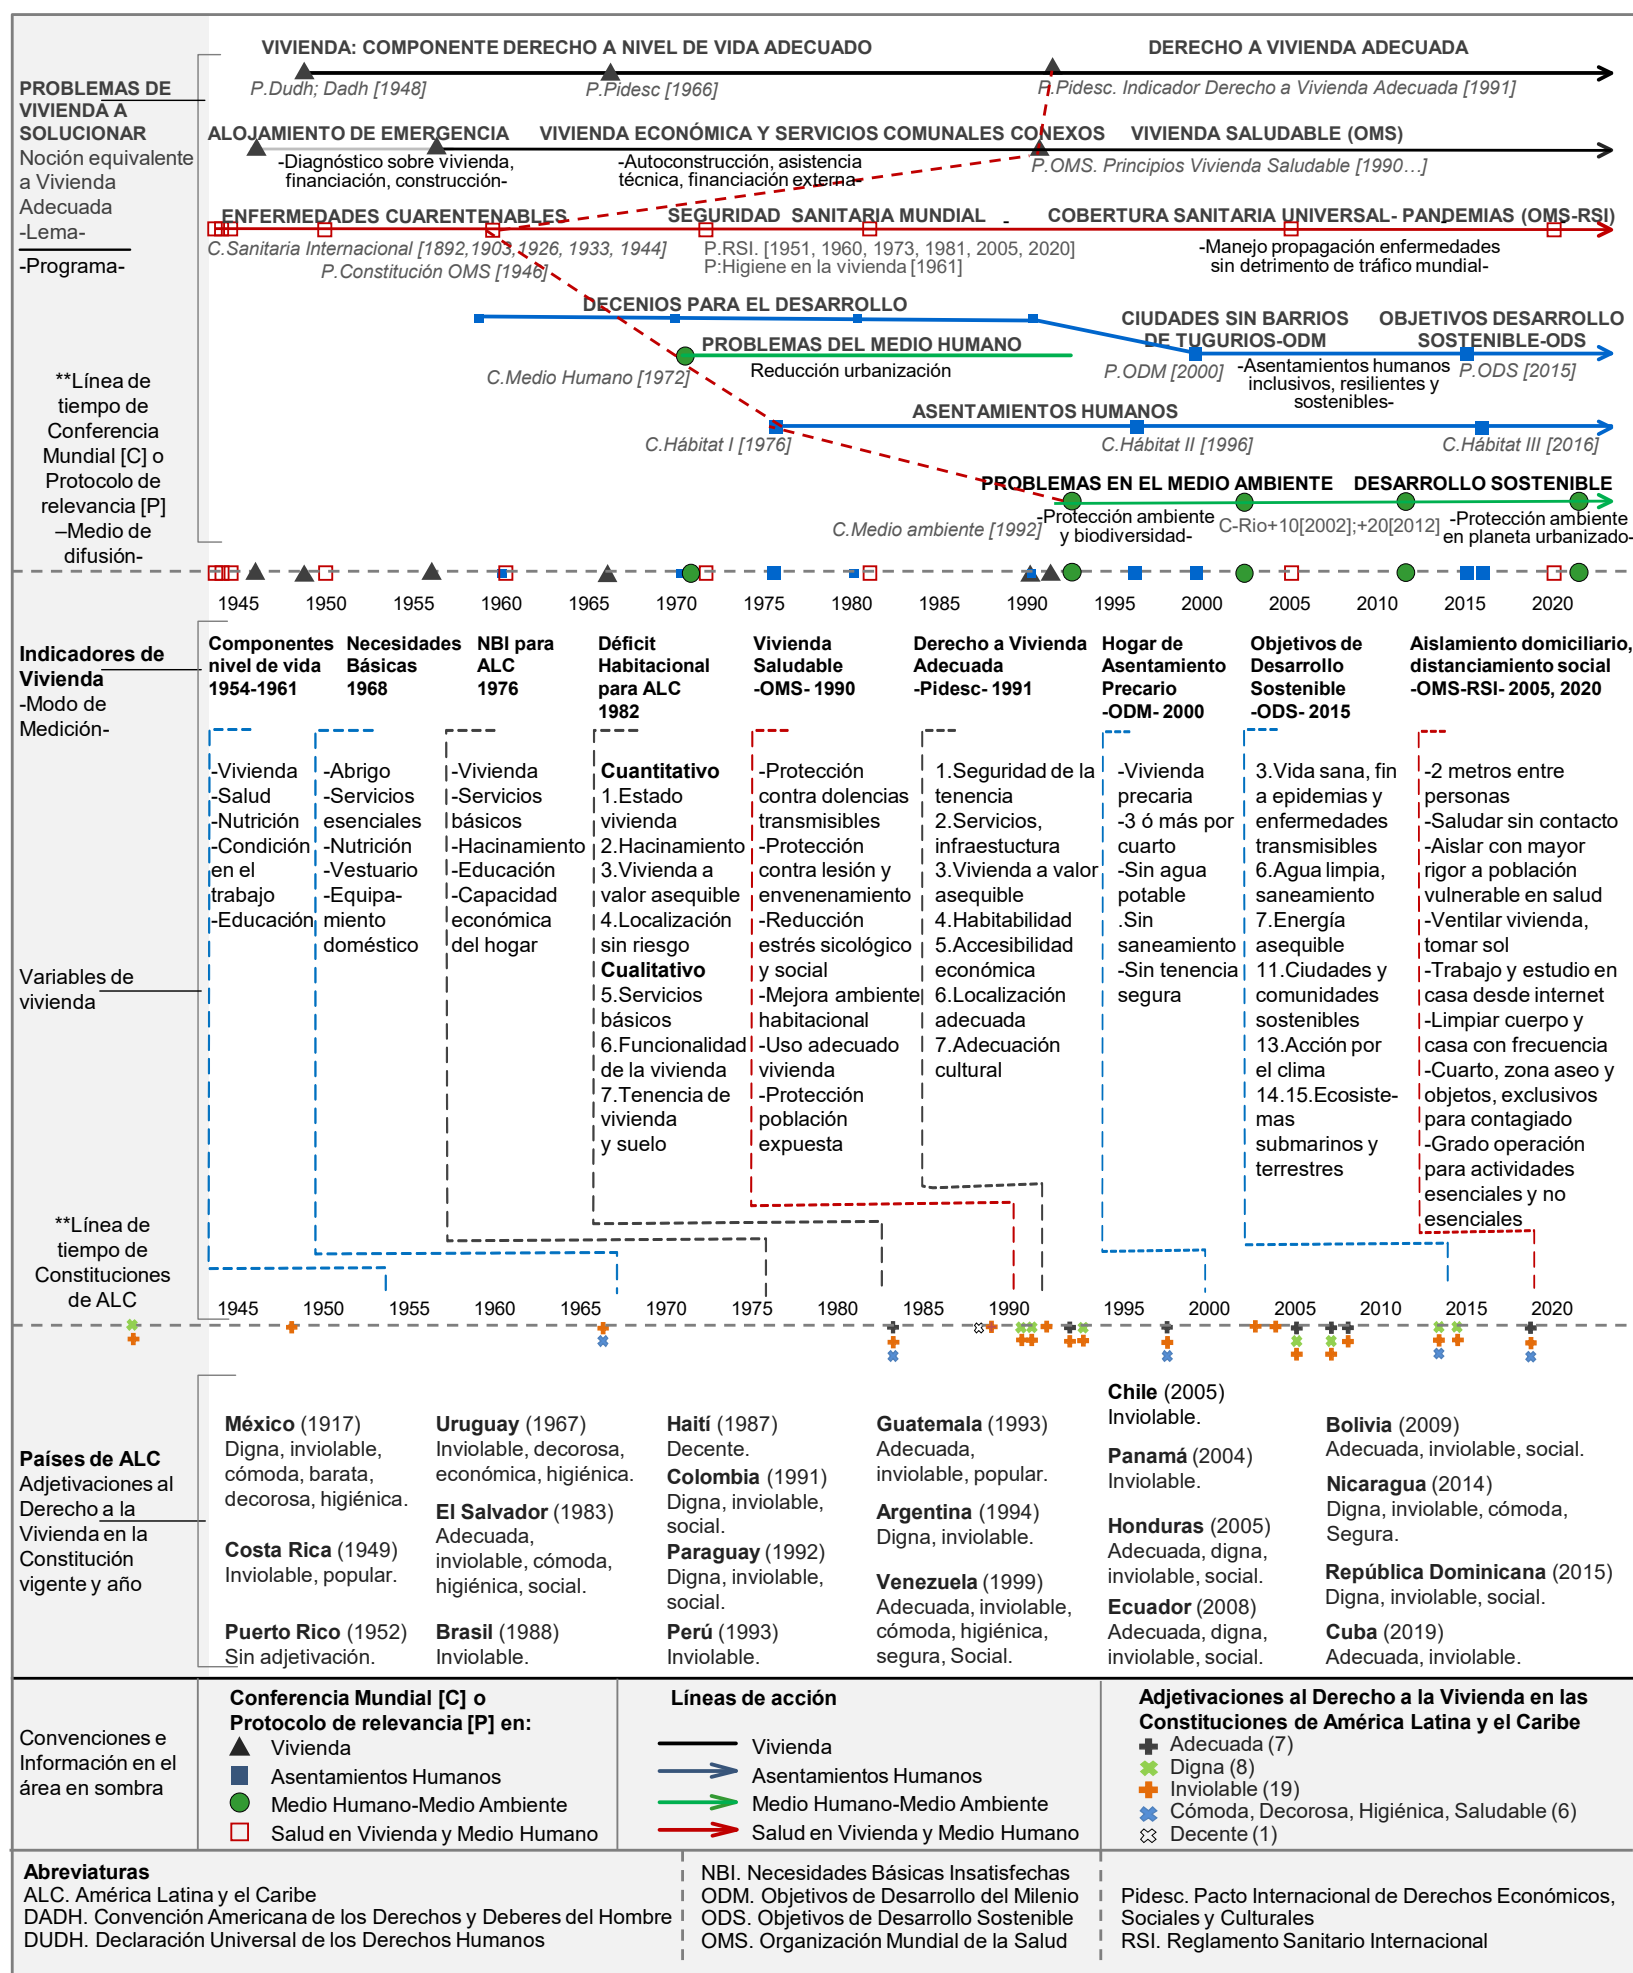 VIVIENDA: COMPONENTE DERECHO A NIVEL DE VIDA ADECUADO
DERECHO A VIVIENDA ADECUADA
P.Dudh; Dadh [1948]
P.Pidesc [1966]
P.Pidesc. Indicador Derecho a Vivienda Adecuada [1991]
PROBLEMAS DE
VIVIENDA A
SOLUCIONAR
Noción equivalente
a Vivienda
Adecuada
-Lema-
-Programa-
ALOJAMIENTO DE EMERGENCIA
VIVIENDA ECONÓMICA Y SERVICIOS COMUNALES CONEXOS
VIVIENDA SALUDABLE (OMS)
-Diagnóstico sobre vivienda,
financiación, construcción-
-Autoconstrucción, asistencia
técnica, financiación externa-
P.OMS. Principios Vivienda Saludable [1990…]
ENFERMEDADES CUARENTENABLES
SEGURIDAD SANITARIA MUNDIAL -
COBERTURA SANITARIA UNIVERSAL- PANDEMIAS (OMS-RSI)
C.Sanitaria Internacional [1892,1903,1926, 1933, 1944]
P.Constitución OMS [1946]
P.RSI. [1951, 1960, 1973, 1981, 2005, 2020]
P:Higiene en la vivienda [1961]
-Manejo propagación enfermedades
sin detrimento de tráfico mundial-
DECENIOS PARA EL DESARROLLO
CIUDADES SIN BARRIOS
DE TUGURIOS-ODM
OBJETIVOS DESARROLLO
SOSTENIBLE-ODS
PROBLEMAS DEL MEDIO HUMANO
Reducción urbanización
C.Medio Humano [1972]
P.ODM [2000]
-Asentamientos humanos
inclusivos, resilientes y
sostenibles-
P.ODS [2015]
**Línea de
tiempo de
Conferencia
Mundial [C] o
Protocolo de
relevancia [P]
–Medio de
difusión-
ASENTAMIENTOS HUMANOS
C.Hábitat I [1976]
C.Hábitat II [1996]
C.Hábitat III [2016]
PROBLEMAS EN EL MEDIO AMBIENTE
DESARROLLO SOSTENIBLE
C.Medio ambiente [1992]
-Protección ambiente
y biodiversidad-
C-Rio+10[2002];+20[2012]
-Protección ambiente
en planeta urbanizado-
1945 1950 1955 1960 1965 1970 1975 1980 1985 1990 1995 2000 2005 2010 2015 2020
Indicadores de
Vivienda
-Modo de
Medición-
Componentes
nivel de vida
1954-1961
Necesidades
Básicas
1968
NBI para
ALC
1976
Déficit
Habitacional
para ALC
1982
Vivienda
Saludable
-OMS- 1990
Derecho a Vivienda
Adecuada
-Pidesc- 1991
Hogar de
Asentamiento
Precario
-ODM- 2000
Objetivos de
Desarrollo
Sostenible
-ODS- 2015
Aislamiento domiciliario,
distanciamiento social
-OMS-RSI- 2005, 2020
Variables de
vivienda
-Vivienda
-Salud
-Nutrición
-Condición
en el
trabajo
-Educación
-Abrigo
-Servicios
esenciales
-Nutrición
-Vestuario
-Equipa-
miento
doméstico
-Vivienda
-Servicios
básicos
-Hacinamiento
-Educación
-Capacidad
económica
del hogar
Cuantitativo
1.Estado
vivienda
2.Hacinamiento
3.Vivienda a
valor asequible
4.Localización
sin riesgo
Cualitativo
5.Servicios
básicos
6.Funcionalidad
de la vivienda
7.Tenencia de
vivienda
y suelo
-Protección
contra dolencias
transmisibles
-Protección
contra lesión y
envenenamiento
-Reducción
estrés sicológico
y social
-Mejora ambiente
habitacional
-Uso adecuado
vivienda
-Protección
población
expuesta
1.Seguridad de la
tenencia
2.Servicios,
infraestuctura
3.Vivienda a valor
asequible
4.Habitabilidad
5.Accesibilidad
económica
6.Localización
adecuada
7.Adecuación
cultural
-Vivienda
precaria
-3 ó más por
cuarto
-Sin agua
potable
.Sin
saneamiento
-Sin tenencia
segura
3.Vida sana, fin
a epidemias y
enfermedades
transmisibles
6.Agua limpia,
saneamiento
7.Energía
asequible
11.Ciudades y
comunidades
sostenibles
13.Acción por
el clima
14.15.Ecosiste-
mas
submarinos y
terrestres
-2 metros entre
personas
-Saludar sin contacto
-Aislar con mayor
rigor a población
vulnerable en salud
-Ventilar vivienda,
tomar sol
-Trabajo y estudio en
casa desde internet
-Limpiar cuerpo y
casa con frecuencia
-Cuarto, zona aseo y
objetos, exclusivos
para contagiado
-Grado operación
para actividades
esenciales y no
esenciales
**Línea de
tiempo de
Constituciones
de ALC
1945 1950 1955 1960 1965 1970 1975 1980 1985 1990 1995 2000 2005 2010 2015 2020
Países de ALC
Adjetivaciones al
Derecho a la
Vivienda en la
Constitución
vigente y año
México (1917)
Digna, inviolable,
cómoda, barata,
decorosa, higiénica.
Costa Rica (1949)
Inviolable, popular.
Puerto Rico (1952)
Sin adjetivación.
Uruguay (1967)
Inviolable, decorosa,
económica, higiénica.
El Salvador (1983)
Adecuada,
inviolable, cómoda,
higiénica, social.
Brasil (1988)
Inviolable.
Haití (1987)
Decente.
Colombia (1991)
Digna, inviolable,
social.
Paraguay (1992)
Digna, inviolable,
social.
Perú (1993)
Inviolable.
Guatemala (1993)
Adecuada,
inviolable, popular.
Argentina (1994)
Digna, inviolable.
Venezuela (1999)
Adecuada, inviolable,
cómoda, higiénica,
segura, Social.
Chile (2005)
Inviolable.
Panamá (2004)
Inviolable.
Honduras (2005)
Adecuada, digna,
inviolable, social.
Ecuador (2008)
Adecuada, digna,
inviolable, social.
Bolivia (2009)
Adecuada, inviolable, social.
Nicaragua (2014)
Digna, inviolable, cómoda,
Segura.
República Dominicana (2015)
Digna, inviolable, social.
Cuba (2019)
Adecuada, inviolable.
Convenciones e
Información en el
área en sombra
Conferencia Mundial [C] o
Protocolo de relevancia [P] en:
Vivienda
Asentamientos Humanos
Medio Humano-Medio Ambiente
Salud en Vivienda y Medio Humano
Líneas de acción
Vivienda
Asentamientos Humanos
Medio Humano-Medio Ambiente
Salud en Vivienda y Medio Humano
Adjetivaciones al Derecho a la Vivienda en las
Constituciones de América Latina y el Caribe
Adecuada (7)
Digna (8)
Inviolable (19)
Cómoda, Decorosa, Higiénica, Saludable (6)
Decente (1)
Abreviaturas
ALC. América Latina y el Caribe
DADH. Convención Americana de los Derechos y Deberes del Hombre
DUDH. Declaración Universal de los Derechos Humanos
NBI. Necesidades Básicas Insatisfechas
ODM. Objetivos de Desarrollo del Milenio
ODS. Objetivos de Desarrollo Sostenible
OMS. Organización Mundial de la Salud
Pidesc. Pacto Internacional de Derechos Económicos,
Sociales y Culturales
RSI. Reglamento Sanitario Internacional